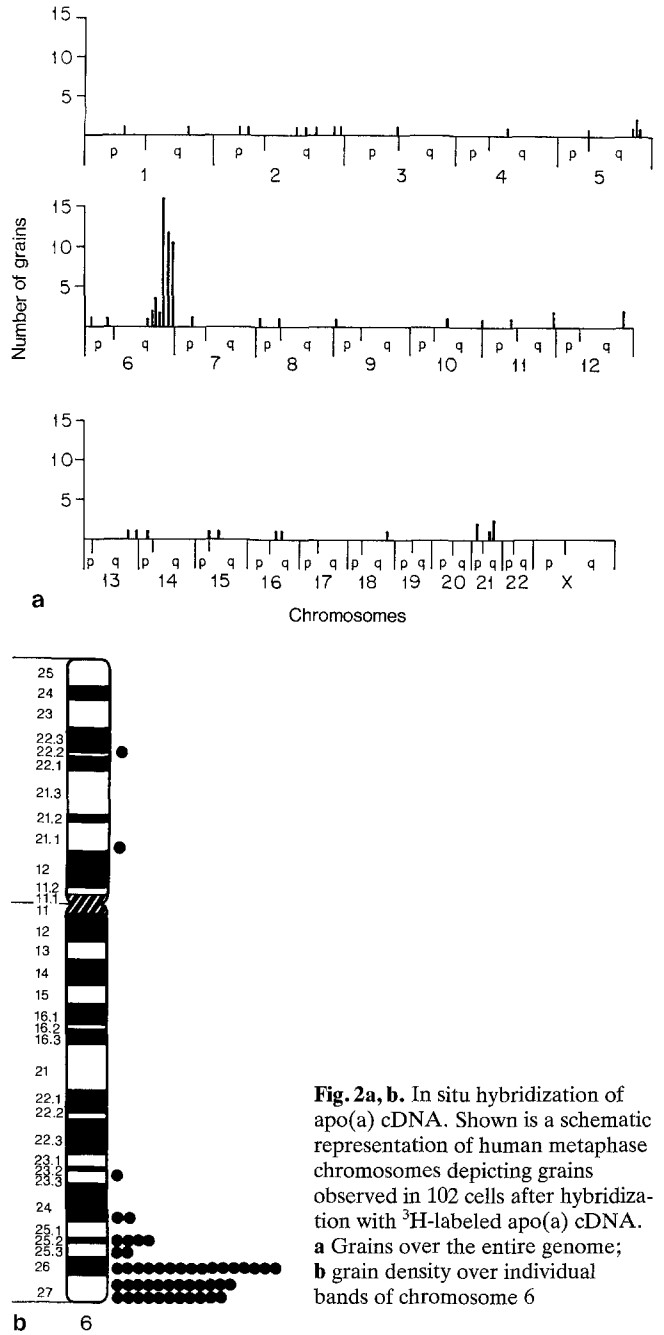 15
10
5
p q p q p q p q p q
1 2 3 4 5
Number of grains
15
10
5
p q p q p q p q p q p q p q
6 7 8 9 10 11 12
15
10
5
p q p q p q p q p q p q p q p q p q p q p q
13 14 15 16 17 18 19 20 21 22 X
a
Chromosomes
25
24
23
22.3
22.2
22.1
21.3
21.2
21.1
12
11.2
11.1
11
12
13
14
15
16.1
16.2
16.3
21
22.1
22.2
22.3
23.1
23.2
23.3
24
25.1
25.2
25.3
26
27
b 6
Fig. 2a, b. In situ hybridization of
apo(a) cDNA. Shown is a schematic
representation of human metaphase
chromosomes depicting grains
observed in 102 cells after hybridiza-
tion with ³H-labeled apo(a) cDNA.
a Grains over the entire genome;
b grain density over individual
bands of chromosome 6